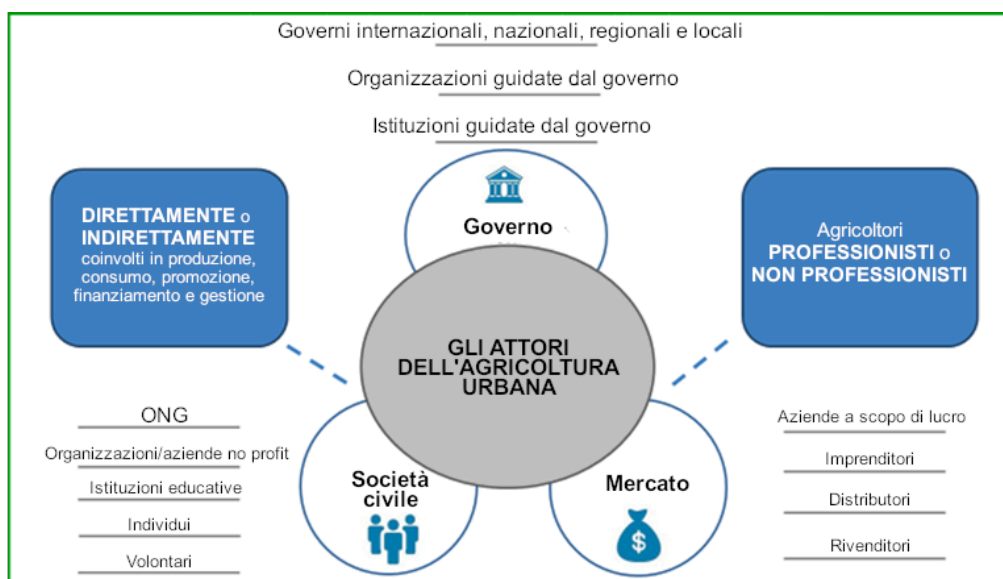 Governi internazionali, nazionali, regionali e locali
Organizzazioni guidate dal governo
Istituzioni guidate dal governo
DIRETTAMENTE o
INDIRETTAMENTE
coinvolti in produzione,
consumo, promozione,
finanziamento e gestione
Governo
Agricoltori
PROFESSIONISTI o
NON PROFESSIONISTI
GLI ATTORI
DELL'AGRICOLTURA
URBANA
ONG
Organizzazioni/aziende no profit
Istituzioni educative
Individui
Volontari
Società
civile
Mercato
$
Aziende a scopo di lucro
Imprenditori
Distributori
Rivenditori